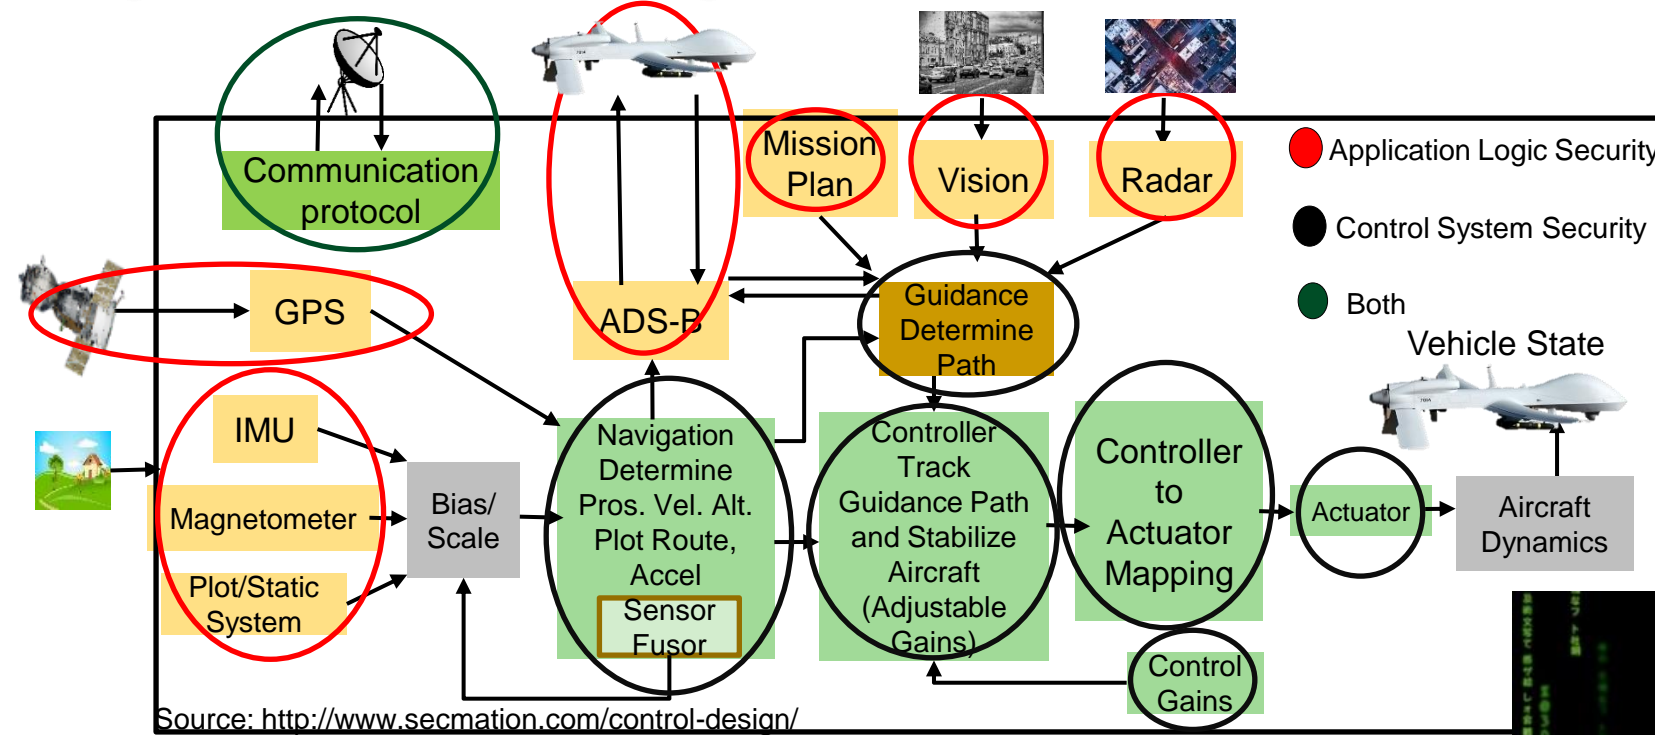 Communication
protocol
Mission
Plan
Vision
Radar
Application Logic Security
Control System Security
Both
GPS
ADS-B
Guidance
Determine
Path
Vehicle State
IMU
Magnetometer
Plot/Static
System
Bias/
Scale
Navigation
Determine
Pros. Vel. Alt.
Plot Route,
Accel
Sensor
Fusor
Controller
Track
Guidance Path
and Stabilize
Aircraft
(Adjustable
Gains)
Controller
to
Actuator
Mapping
Actuator
Aircraft
Dynamics
Control
Gains
Source: http://www.secmation.com/control-design/